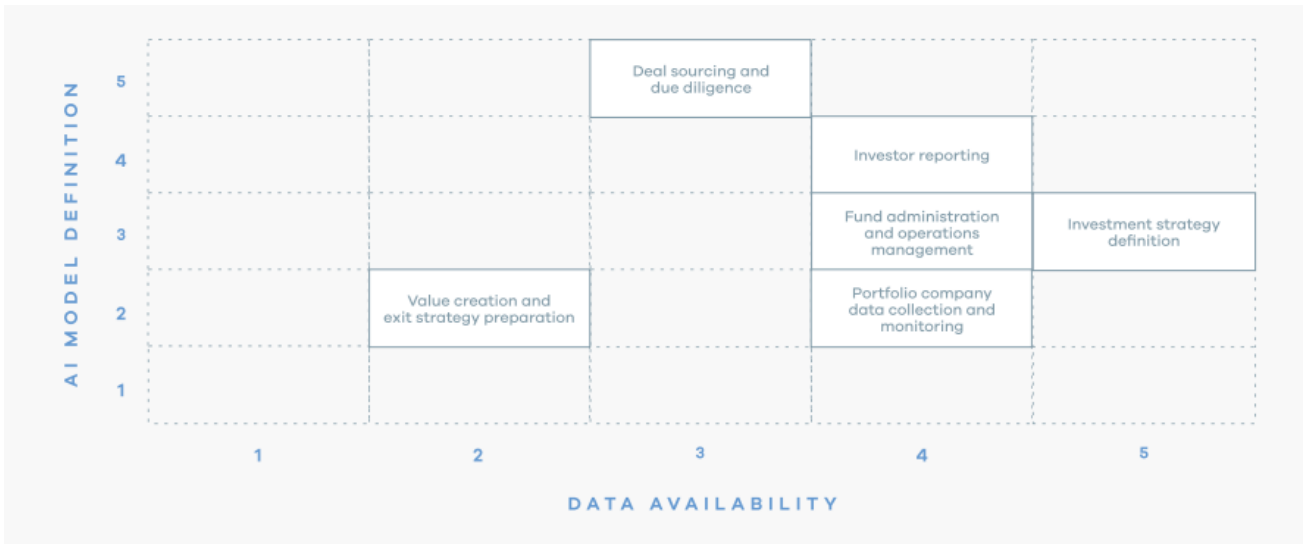 AI MODEL DEFINITION
5
Deal sourcing and
due diligence
4
Investor reporting
3
Fund administration
and operations
management
Investment strategy
definition
2
Value creation and
exit strategy preparation
Portfolio company
data collection and
monitoring
1
1
2
3
4
5
DATA AVAILABILITY